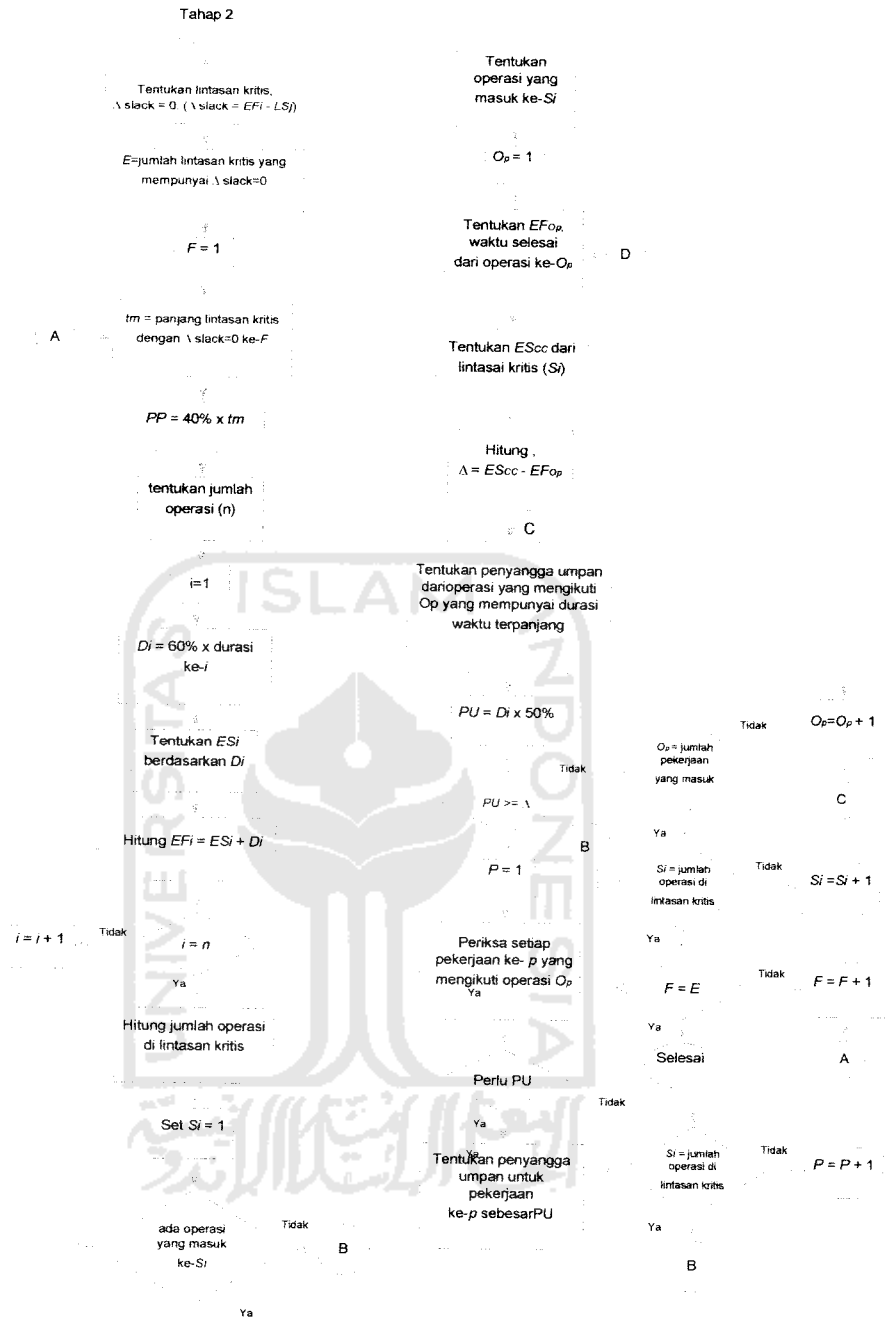 Tahap 2
Tentukan lintasan kritis,
Δ slack = 0. ( Δ slack = EFi - LSi)
E=jumlah lintasan kritis yang
mempunyai Δ slack=0
F = 1
A
tm = panjang lintasan kritis
dengan Δ slack=0 ke-F
PP = 40% x tm
tentukan jumlah
operasi (n)
i=1
Di = 60% x durasi
ke-i
Tentukan ESi
berdasarkan Di
Hitung EFi = ESi + Di
i = i + 1
Tidak
i = n
Ya
Hitung jumlah operasi
di lintasan kritis
Set Si = 1
ada operasi
yang masuk
ke-Si
Tidak
B
Ya
Tentukan
operasi yang
masuk ke-Si
Op = 1
Tentukan EFop,
waktu selesai
dari operasi ke-Op
D
Tentukan EScc dari
lintasai kritis (Si)
Hitung ,
Δ = EScc - EFop
C
Tentukan penyangga umpan
darioperasi yang mengikuti
Op yang mempunyai durasi
waktu terpanjang
PU = Di x 50%
PU >= Δ
Tidak
B
P = 1
Periksa setiap
pekerjaan ke- p yang
mengikuti operasi Op
Ya
Perlu PU
Tidak
Ya
Ya
Tentukan penyangga
umpan untuk
pekerjaan
ke-p sebesarPU
Op = jumlah
pekerjaan
yang masuk
Tidak
Op=Op + 1
C
Ya
Si = jumlah
operasi di
lintasan kritis
Tidak
Si =Si + 1
Ya
F = E
Tidak
F = F + 1
A
Ya
Selesai
Si = jumlah
operasi di
lintasan kritis
Tidak
P = P + 1
Ya
B
UNIVERSITAS
ISLAM
INDONESIA